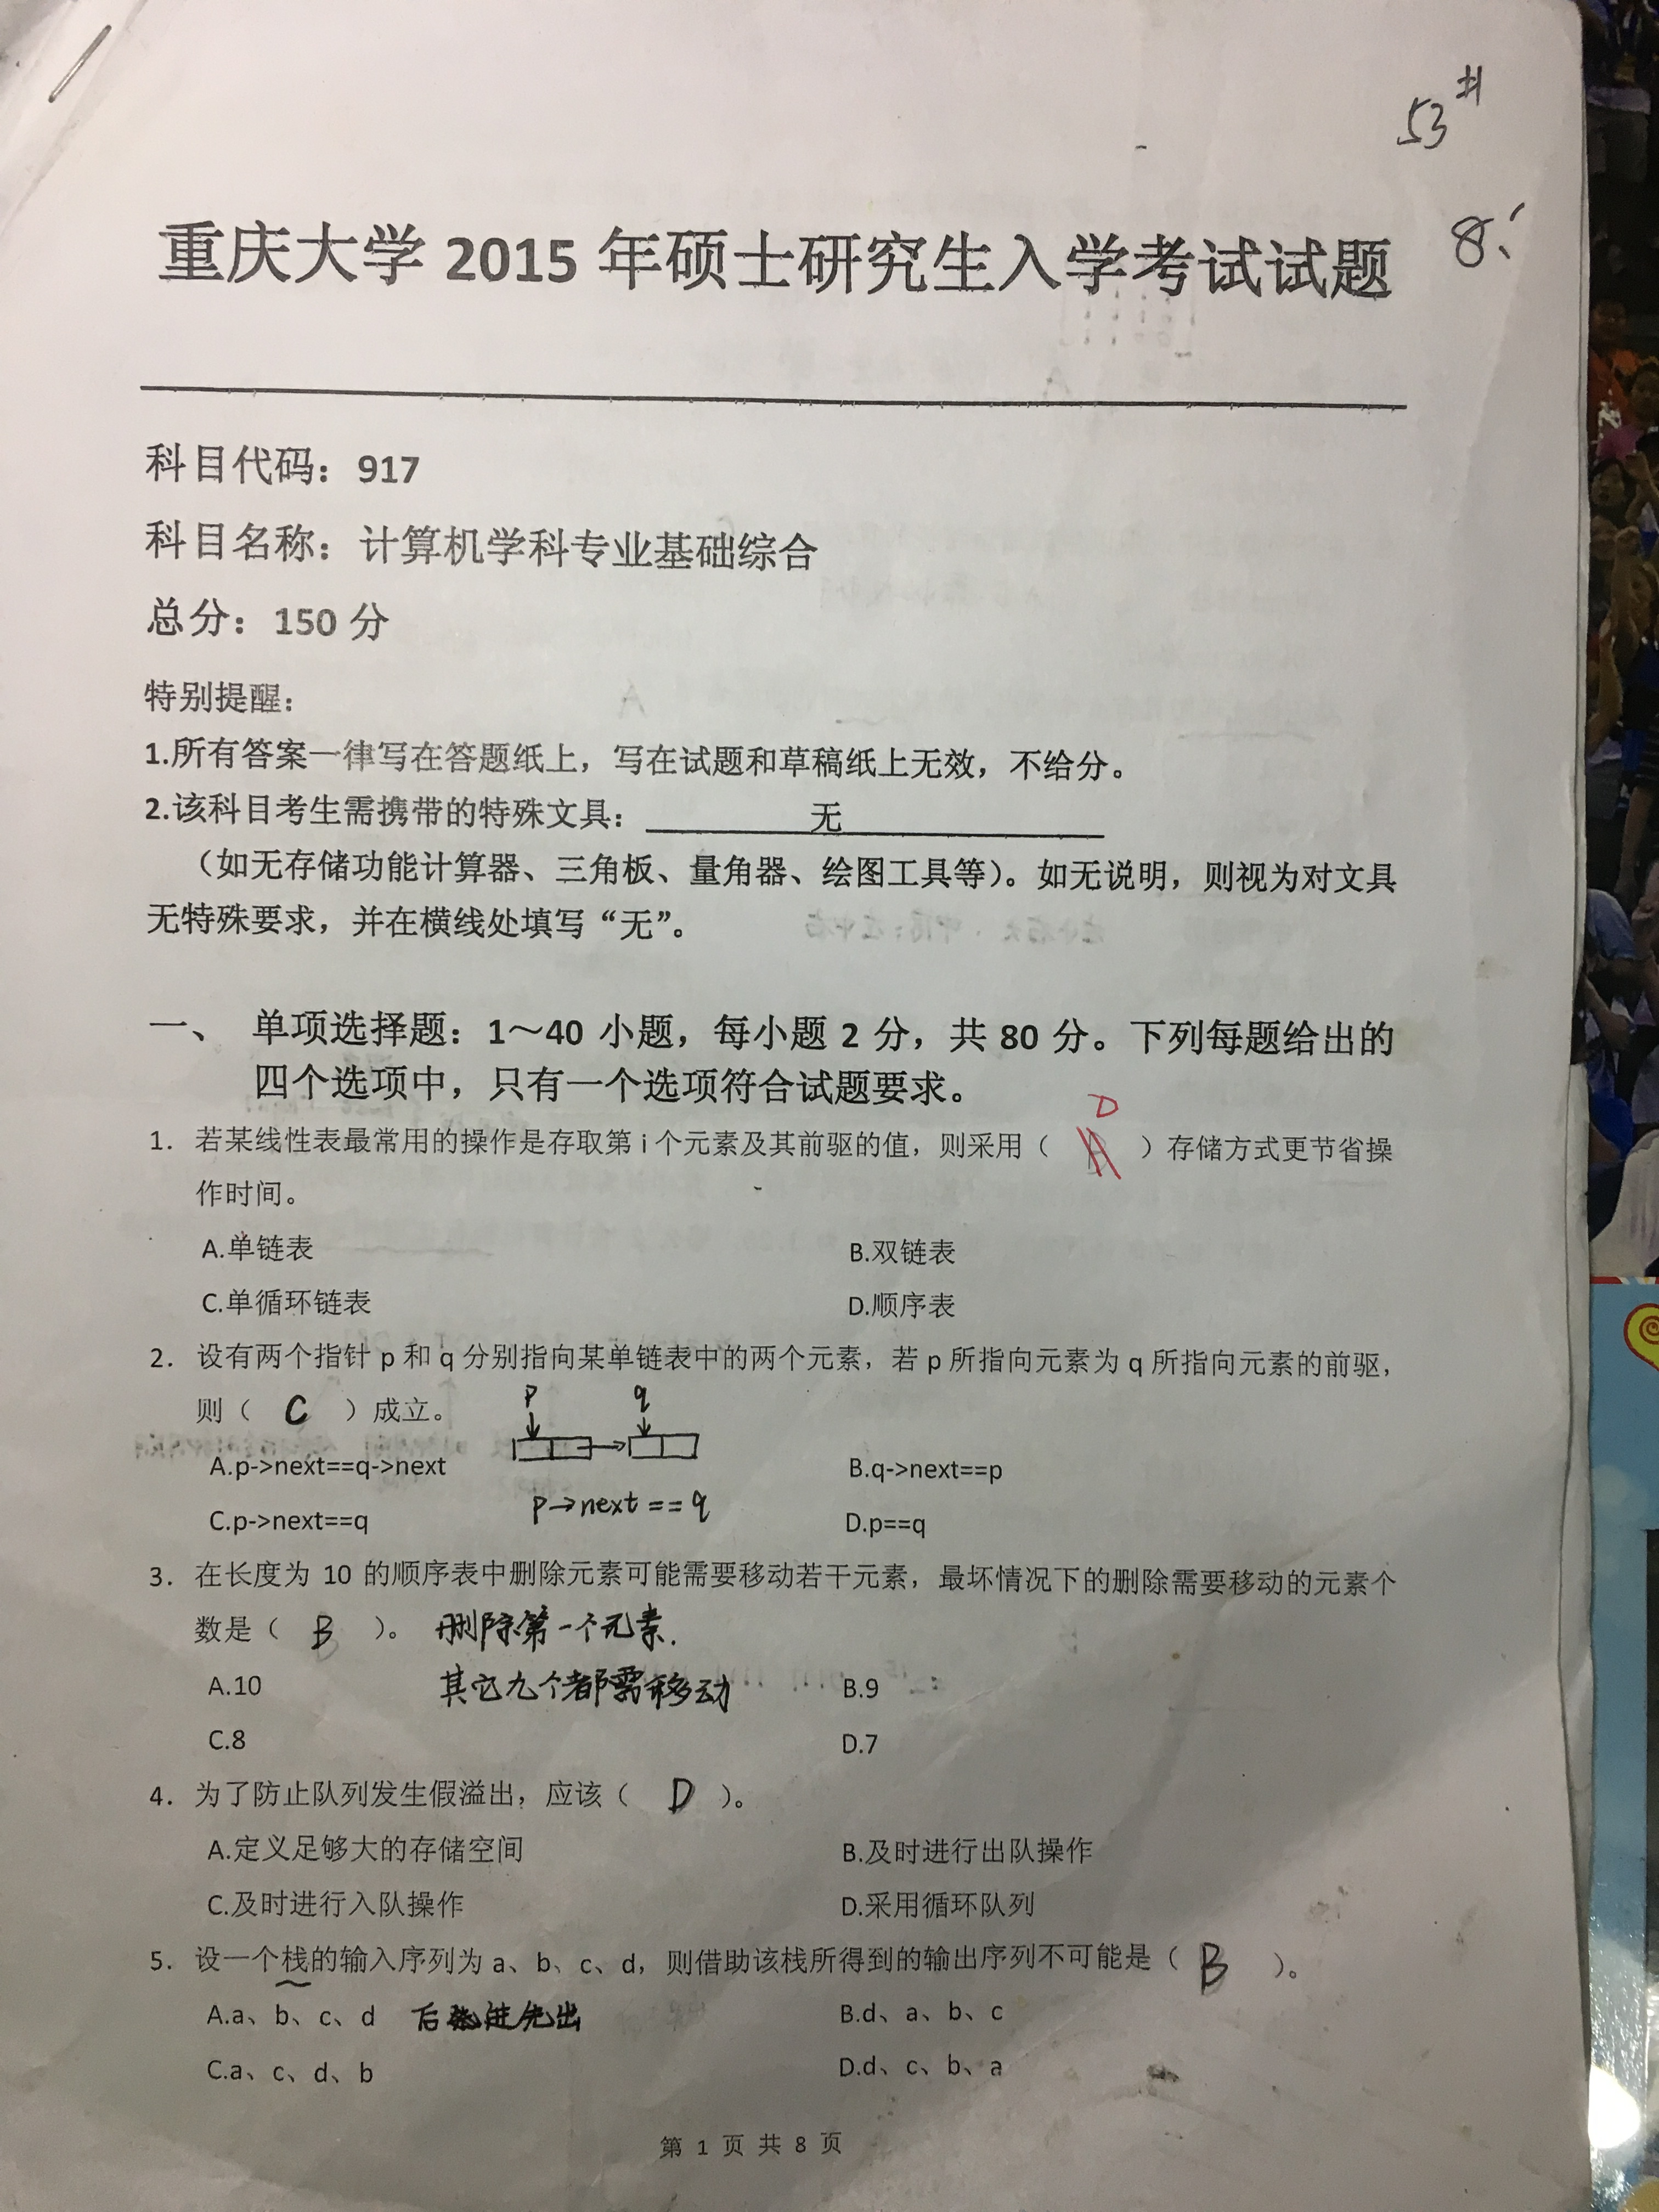 53#
8:
重庆大学 2015 年硕士研究生入学考试试题
科目代码：917
科目名称：计算机学科专业基础综合
总分：150 分
特别提醒：
1.所有答案一律写在答题纸上，写在试题和草稿纸上无效，不给分。
2.该科目考生需携带的特殊文具： 无
（如无存储功能计算器、三角板、量角器、绘图工具等）。如无说明，则视为对文具
无特殊要求，并在横线处填写“无”。
一、 单项选择题：1～40 小题，每小题 2 分，共 80 分。下列每题给出的
四个选项中，只有一个选项符合试题要求。
D
1. 若某线性表最常用的操作是存取第 i 个元素及其前驱的值，则采用（ ）存储方式更节省操
作时间。
A.单链表 B.双链表
C.单循环链表 D.顺序表
2. 设有两个指针 p 和 q 分别指向某单链表中的两个元素，若 p 所指向元素为 q 所指向元素的前驱，
则（ C ）成立。 p q
A.p->next==q->next B.q->next==p
p→next==q
C.p->next==q D.p==q
3. 在长度为 10 的顺序表中删除元素可能需要移动若干元素，最坏情况下的删除需要移动的元素个
数是（ B ）。 删除第一个元素.
A.10 其它九个都需移动 B.9
C.8 D.7
4. 为了防止队列发生假溢出，应该（ D ）。
A.定义足够大的存储空间 B.及时进行出队操作
C.及时进行入队操作 D.采用循环队列
5. 设一个栈的输入序列为 a、b、c、d，则借助该栈所得到的输出序列不可能是（ B ）。
A.a、b、c、d 后进先出 B.d、a、b、c
C.a、c、d、b D.d、c、b、a
第 1 页 共 8 页